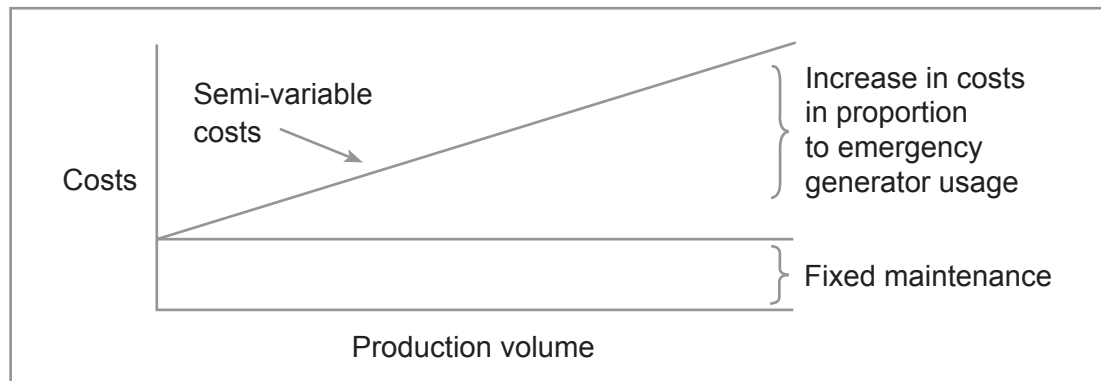 Semi-variable
costs
Costs
Increase in costs
in proportion
to emergency
generator usage
Fixed maintenance
Production volume